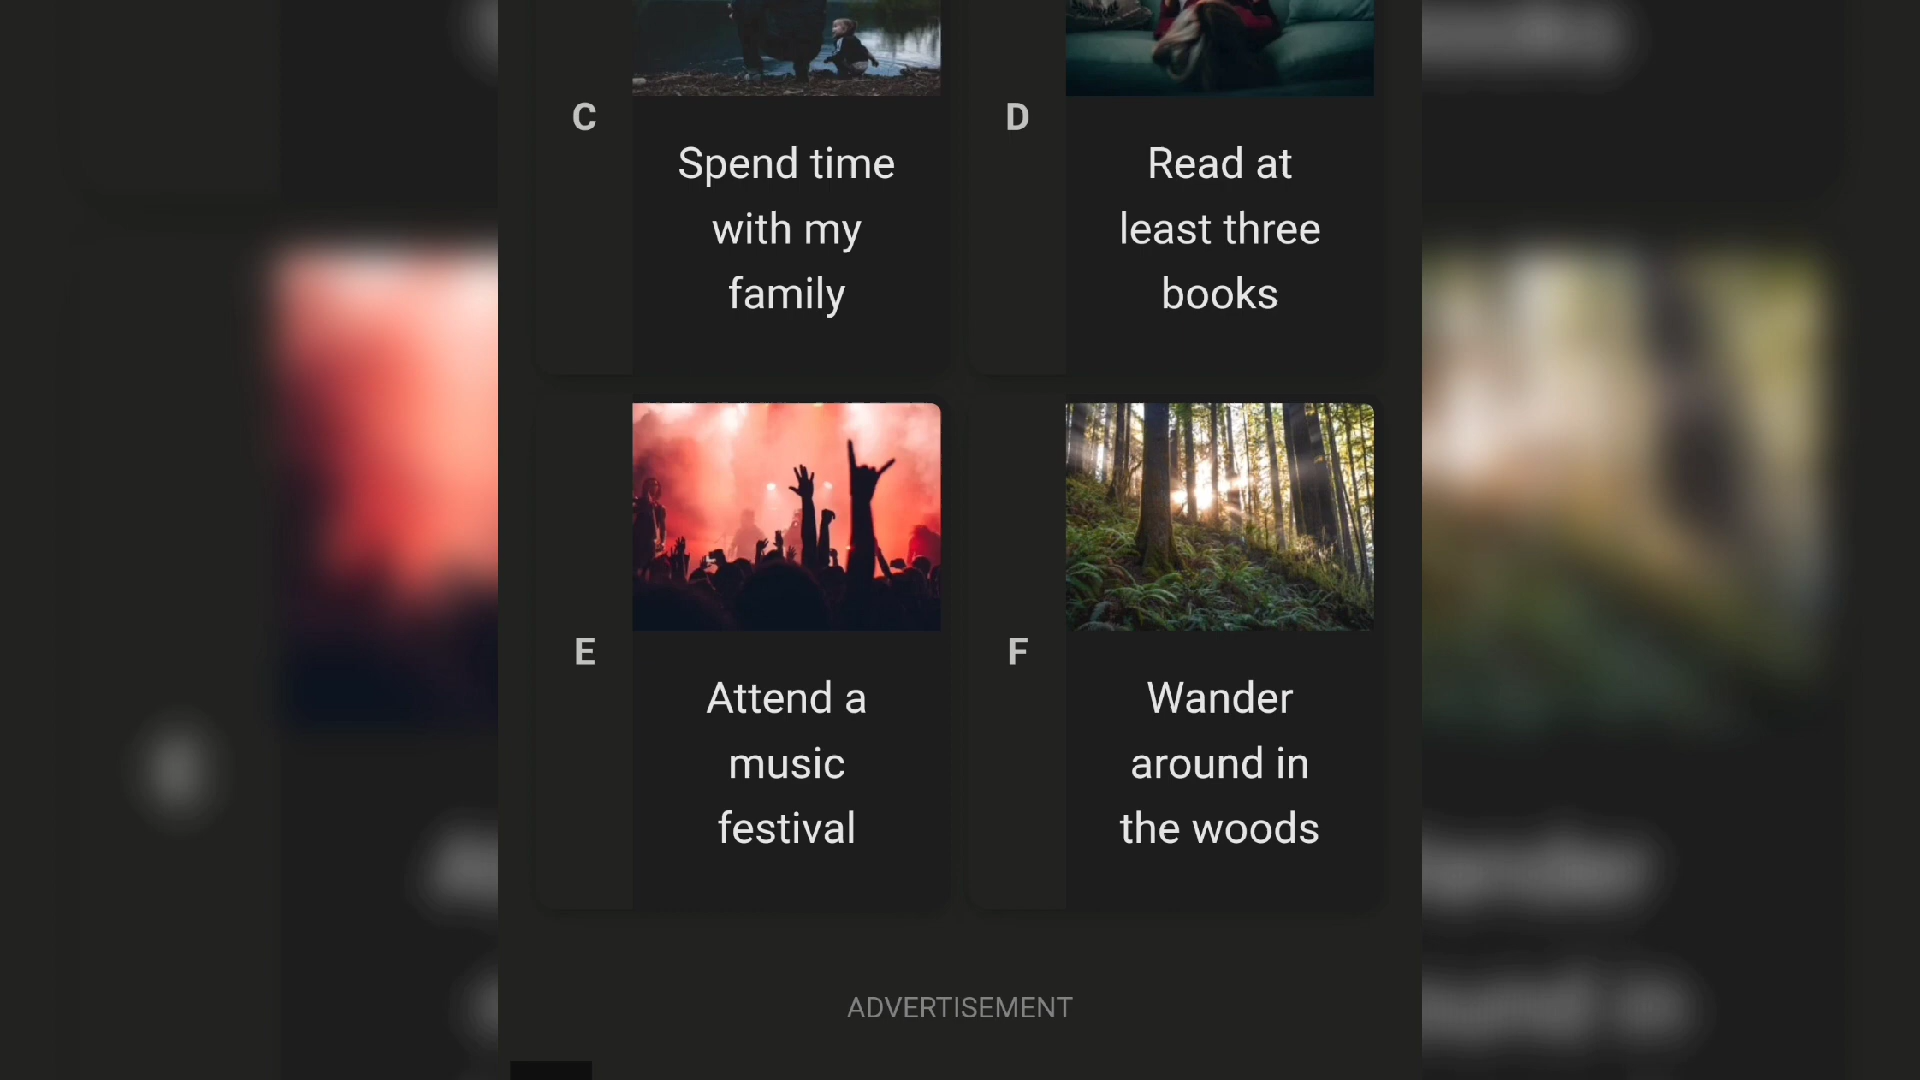 C
Spend time
with my
family
D
Read at
least three
books
E
Attend a
music
festival
F
Wander
around in
the woods
ADVERTISEMENT